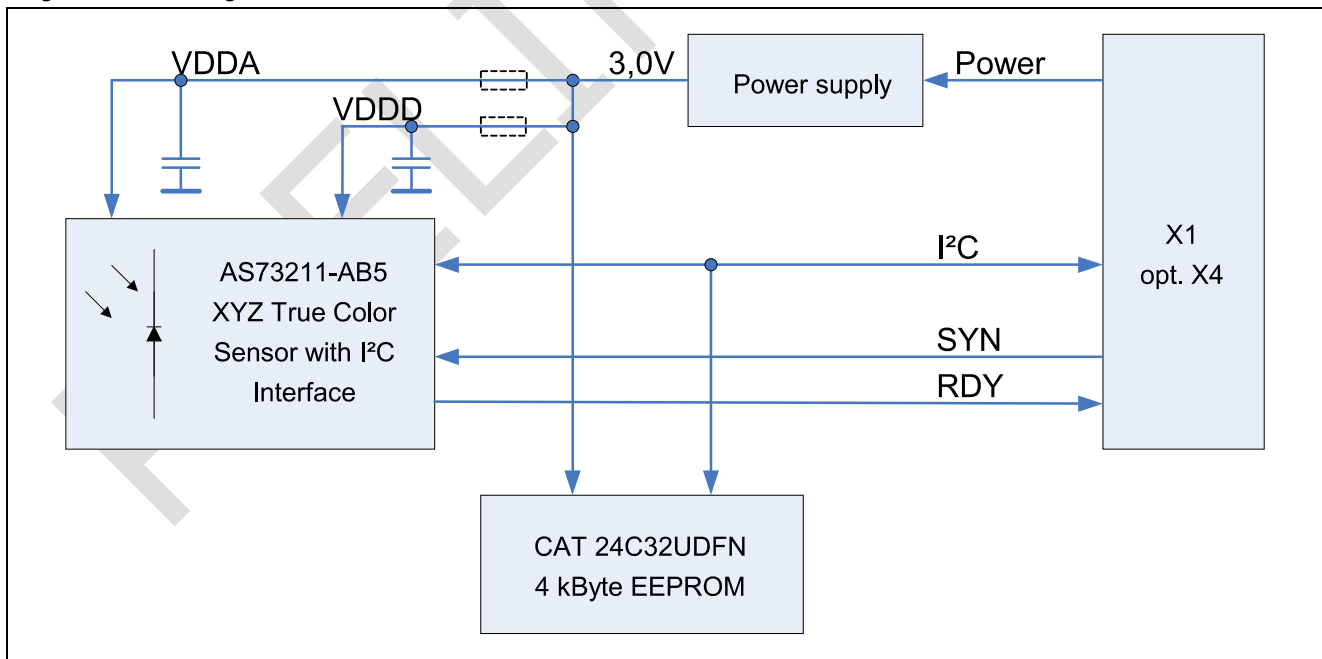 VDDA
3,0V
Power supply
Power
VDDD
AS73211-AB5
XYZ True Color
Sensor with I²C
Interface
I²C
X1
opt. X4
SYN
RDY
CAT 24C32UDFN
4 kByte EEPROM